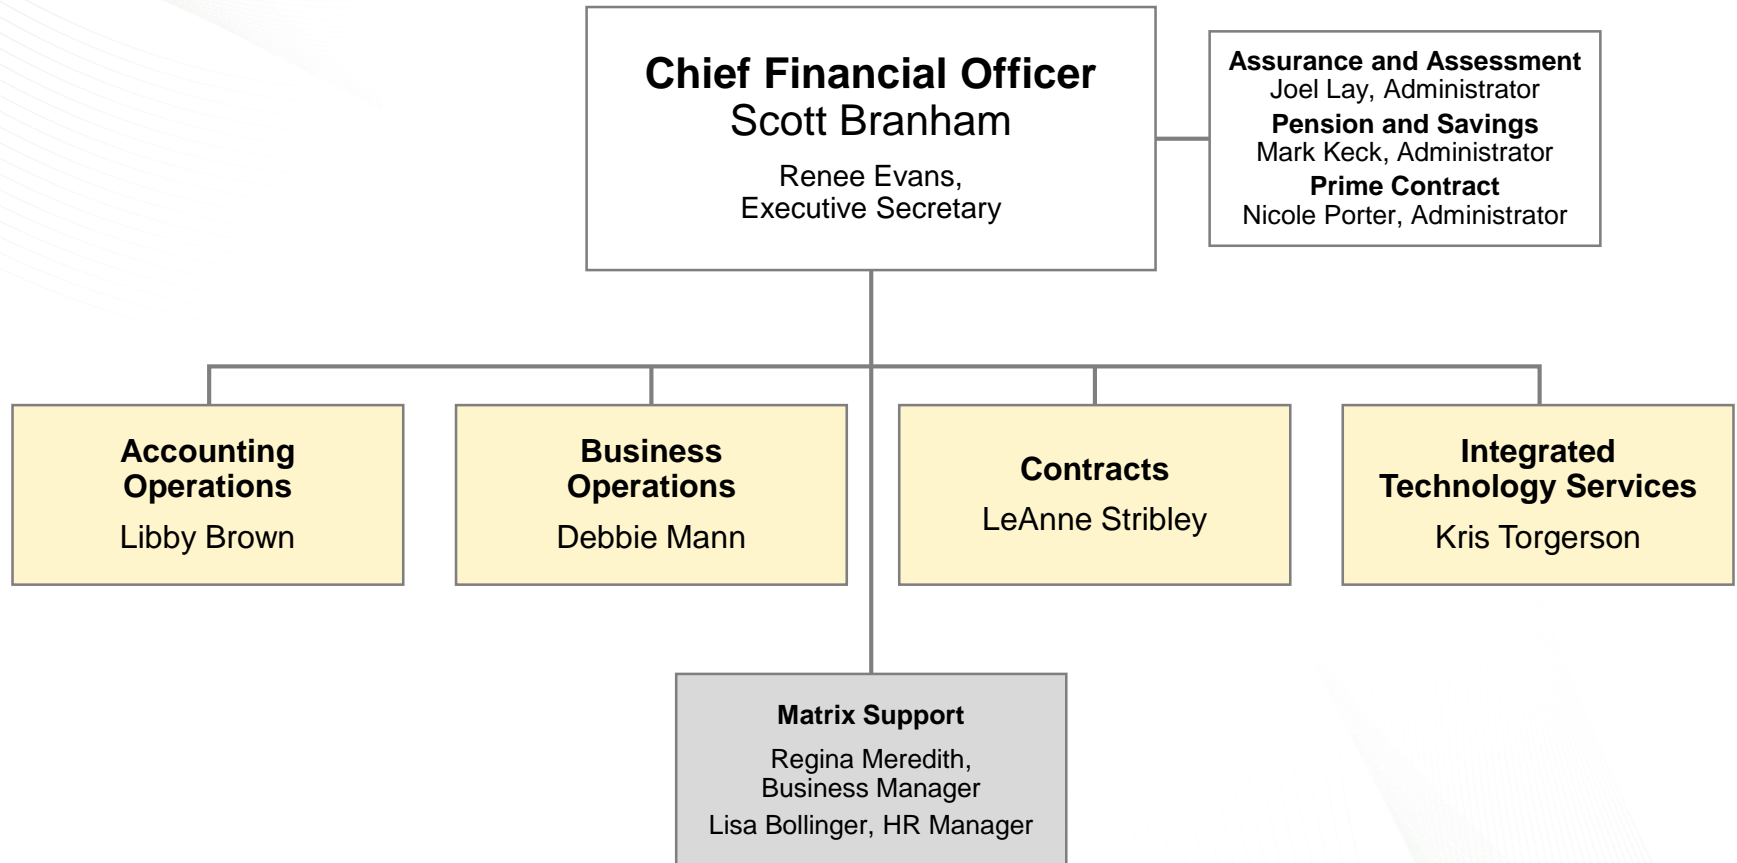 Chief Financial Officer
Scott Branham
Renee Evans,
Executive Secretary
Assurance and Assessment
Joel Lay, Administrator
Pension and Savings
Mark Keck, Administrator
Prime Contract
Nicole Porter, Administrator
Accounting
Operations
Libby Brown
Business
Operations
Debbie Mann
Contracts
LeAnne Stribley
Integrated
Technology Services
Kris Torgerson
Matrix Support
Regina Meredith,
Business Manager
Lisa Bollinger, HR Manager